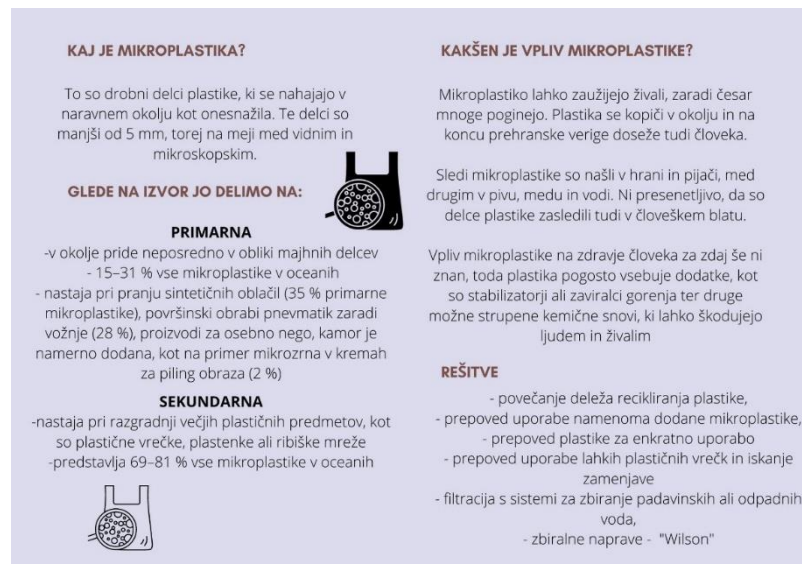 KAJ JE MIKROPLASTIKA?
To so drobni delci plastike, ki se nahajajo v
naravnem okolju kot onesnažila. Te delci so
manjši od 5 mm, torej na meji med vidnim in
mikroskopskim.
GLEDE NA IZVOR JO DELIMO NA:
PRIMARNA
-v okolje pride neposredno v obliki majhnih delcev
- 15–31 % vse mikroplastike v oceanih
- nastaja pri pranju sintetičnih oblačil (35 % primarne
mikroplastike), površinski obrabi pnevmatik zaradi
vožnje (28 %), proizvodi za osebno nego, kamor je
namerno dodana, kot na primer mikrozrna v kremah
za piling obraza (2 %)
SEKUNDARNA
-nastaja pri razgradnji večjih plastičnih predmetov, kot
so plastične vrečke, plastenke ali ribiške mreže
-predstavlja 69–81 % vse mikroplastike v oceanih
KAKŠEN JE VPLIV MIKROPLASTIKE?
Mikroplastiko lahko zaužijejo živali, zaradi česar
mnoge poginejo. Plastika se kopiči v okolju in na
koncu prehranske verige doseže tudi človeka.
Sledi mikroplastike so našli v hrani in pijači, med
drugim v pivu, medu in vodi. Ni presenetljivo, da so
delce plastike zasledili tudi v človeškem blatu.
Vpliv mikroplastike na zdravje človeka za zdaj še ni
znan, toda plastika pogosto vsebuje dodatke, kot
so stabilizatorji ali zaviralci gorenja ter druge
možne strupene kemične snovi, ki lahko škodujejo
ljudem in živalim
REŠITVE
- povečanje deleža recikliranja plastike,
- prepoved uporabe namenoma dodane mikroplastike,
- prepoved plastike za enkratno uporabo
- prepoved uporabe lahkih plastičnih vrečk in iskanje
zamenjave
- filtracija s sistemi za zbiranje padavinskih ali odpadnih
voda,
- zbiralne naprave - "Wilson"